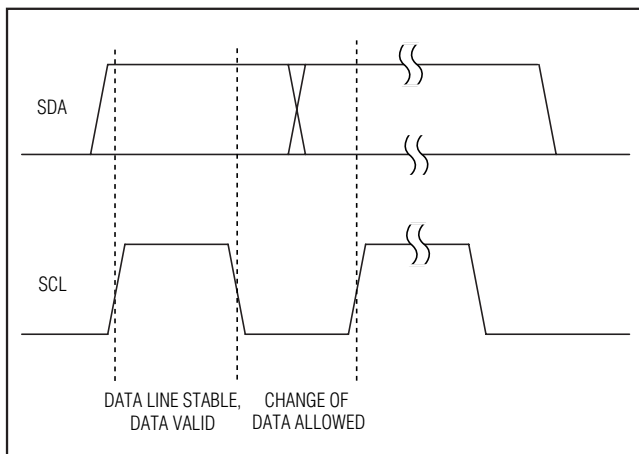 SDA
SCL
DATA LINE STABLE,
DATA VALID
CHANGE OF
DATA ALLOWED